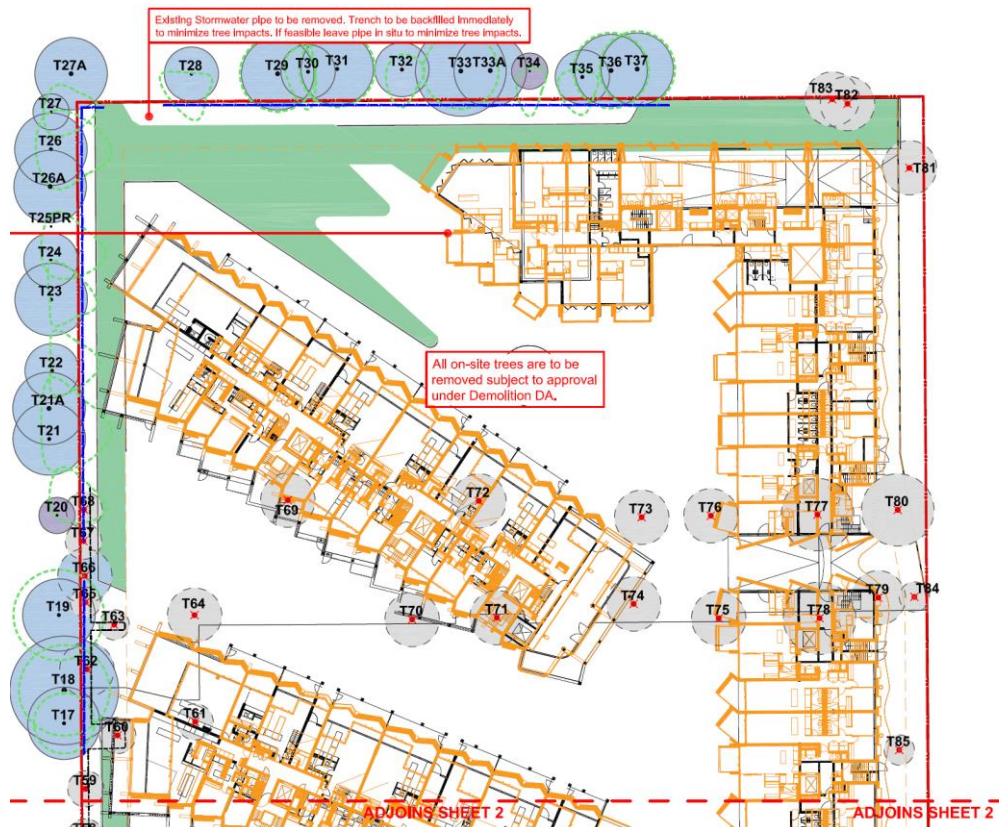 Existing Stormwater pipe to be removed. Trench to be backfilled immediately
to minimize tree impacts. If feasible leave pipe in situ to minimize tree impacts.
T27A
T28
T29
T30
T31
T32
T33
T33A
T34
T35
T36
T37
T83
T82
T27
T26
T81
T26A
T25PR
T24
T23
All on-site trees are to be
removed subject to approval
under Demolition DA.
T22
T21A
T21
T20
T68
T69
T72
T73
T76
T77
T80
T67
T66
T65
T19
T63
T64
T70
T71
T74
T75
T78
T79
T84
T62
T18
T17
T60
T61
T85
T59
ADJOINS SHEET 2
ADJOINS SHEET 2